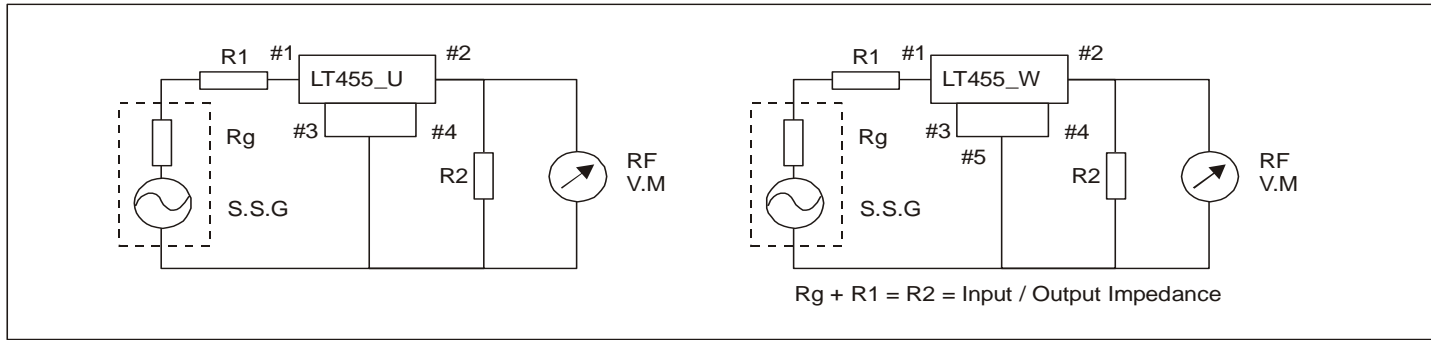 R1
#1
LT455_U
#2
#3
#4
Rg
S.S.G
R2
RF
V.M
R1
#1
LT455_W
#2
#3
#4
#5
Rg
S.S.G
R2
RF
V.M
Rg + R1 = R2 = Input / Output Impedance